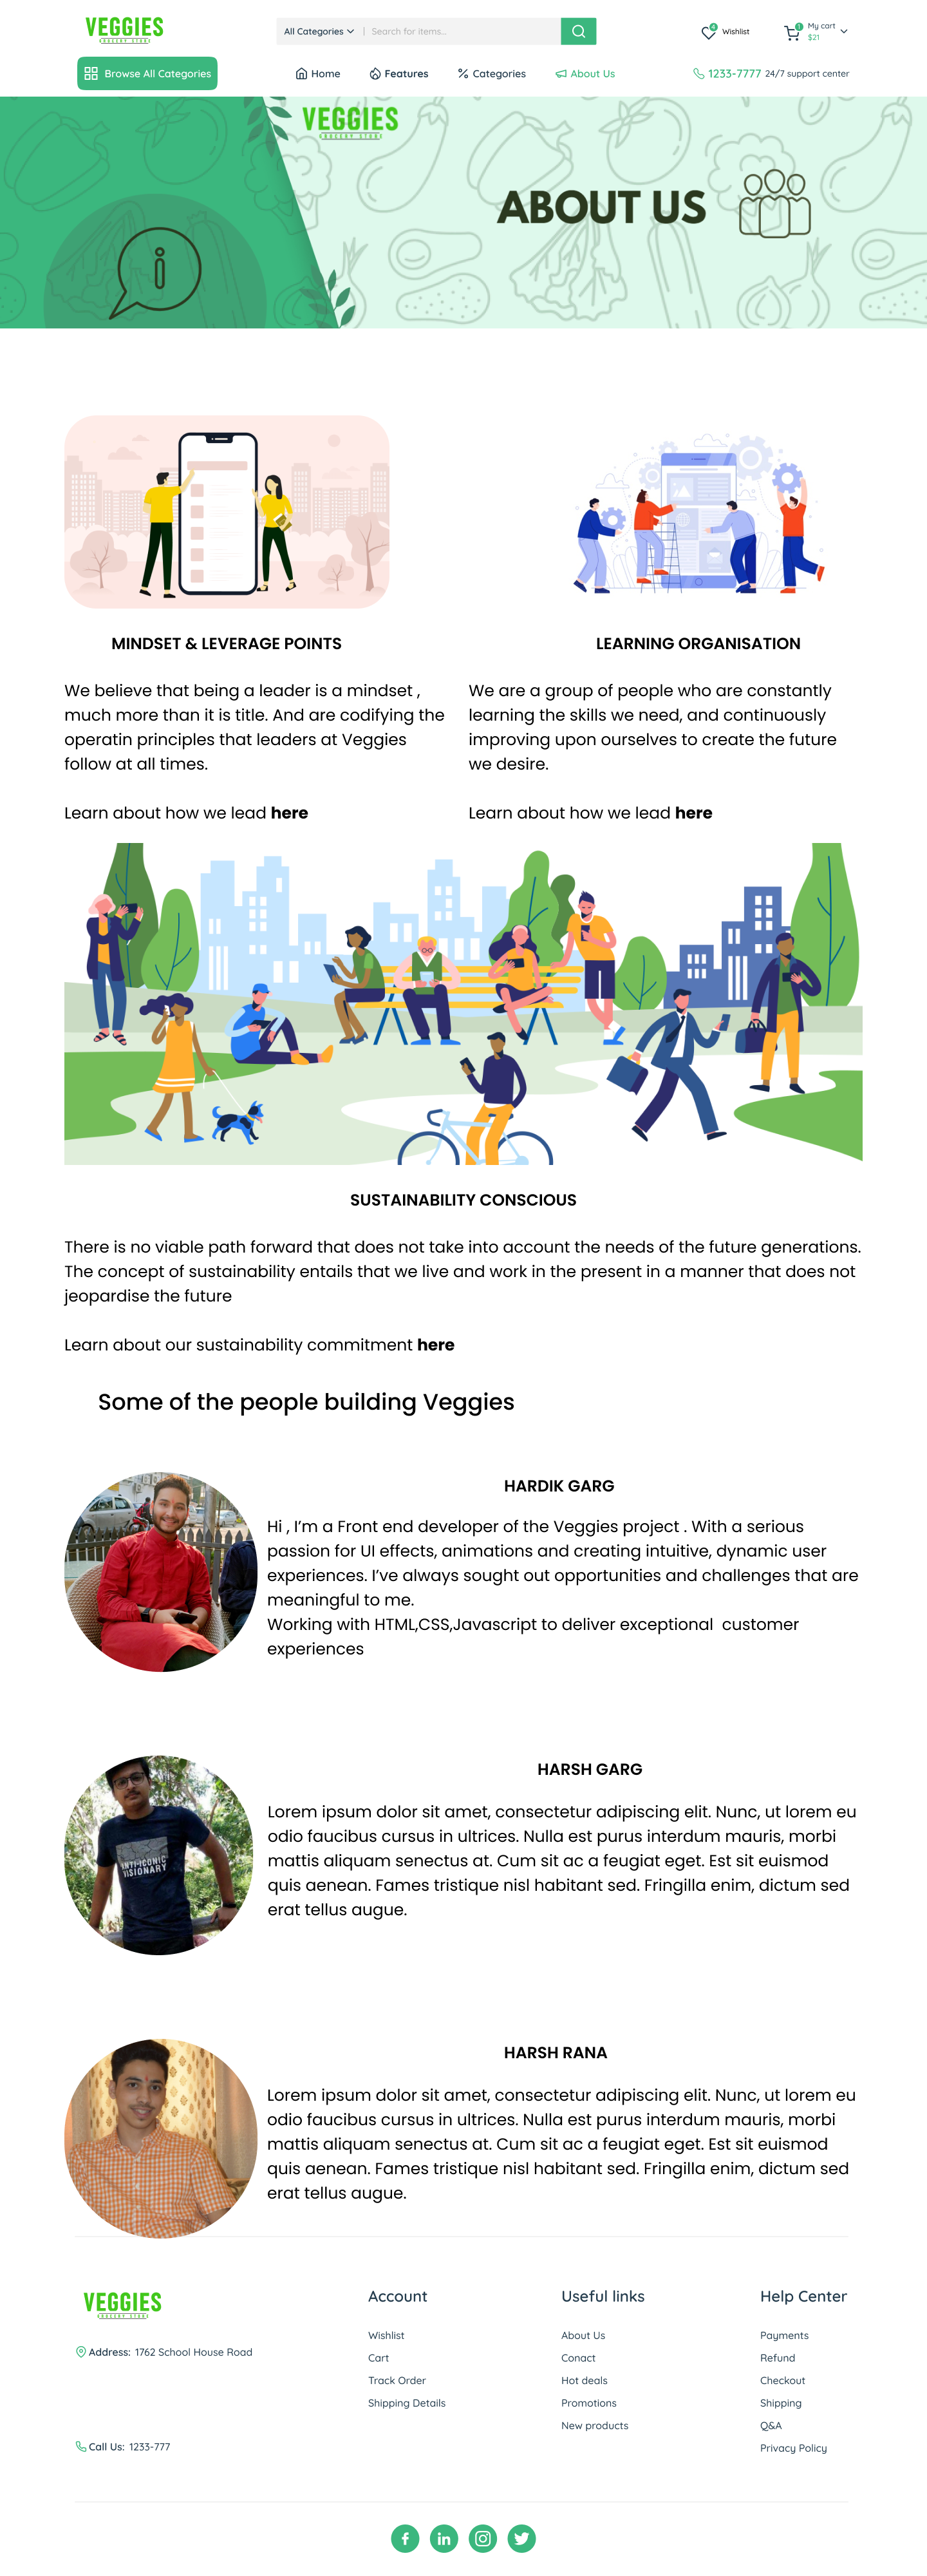 VEGGIES
GROCERY STORE
All Categories
Search for items...
4
Wishlist
1
My cart
$21
Browse All Categories
Home
Features
Categories
About Us
1233-7777 24/7 support center
VEGGIES
GROCERY STORE
ABOUT US
MINDSET & LEVERAGE POINTS
We believe that being a leader is a mindset ,
much more than it is title. And are codifying the
operatin principles that leaders at Veggies
follow at all times.
Learn about how we lead here
LEARNING ORGANISATION
We are a group of people who are constantly
learning the skills we need, and continuously
improving upon ourselves to create the future
we desire.
Learn about how we lead here
SUSTAINABILITY CONSCIOUS
There is no viable path forward that does not take into account the needs of the future generations.
The concept of sustainability entails that we live and work in the present in a manner that does not
jeopardise the future
Learn about our sustainability commitment here
Some of the people building Veggies
HARDIK GARG
Hi , I’m a Front end developer of the Veggies project . With a serious
passion for UI effects, animations and creating intuitive, dynamic user
experiences. I’ve always sought out opportunities and challenges that are
meaningful to me.
Working with HTML,CSS,Javascript to deliver exceptional  customer
experiences
HARSH GARG
ANTI-ICONIC
VISIONARY
Lorem ipsum dolor sit amet, consectetur adipiscing elit. Nunc, ut lorem eu
odio faucibus cursus in ultrices. Nulla est purus interdum mauris, morbi
mattis aliquam senectus at. Cum sit ac a feugiat eget. Est sit euismod
quis aenean. Fames tristique nisl habitant sed. Fringilla enim, dictum sed
erat tellus augue.
HARSH RANA
Lorem ipsum dolor sit amet, consectetur adipiscing elit. Nunc, ut lorem eu
odio faucibus cursus in ultrices. Nulla est purus interdum mauris, morbi
mattis aliquam senectus at. Cum sit ac a feugiat eget. Est sit euismod
quis aenean. Fames tristique nisl habitant sed. Fringilla enim, dictum sed
erat tellus augue.
VEGGIES
GROCERY STORE
Address: 1762 School House Road
Call Us: 1233-777
Account
Wishlist
Cart
Track Order
Shipping Details
Useful links
About Us
Conact
Hot deals
Promotions
New products
Help Center
Payments
Refund
Checkout
Shipping
Q&A
Privacy Policy